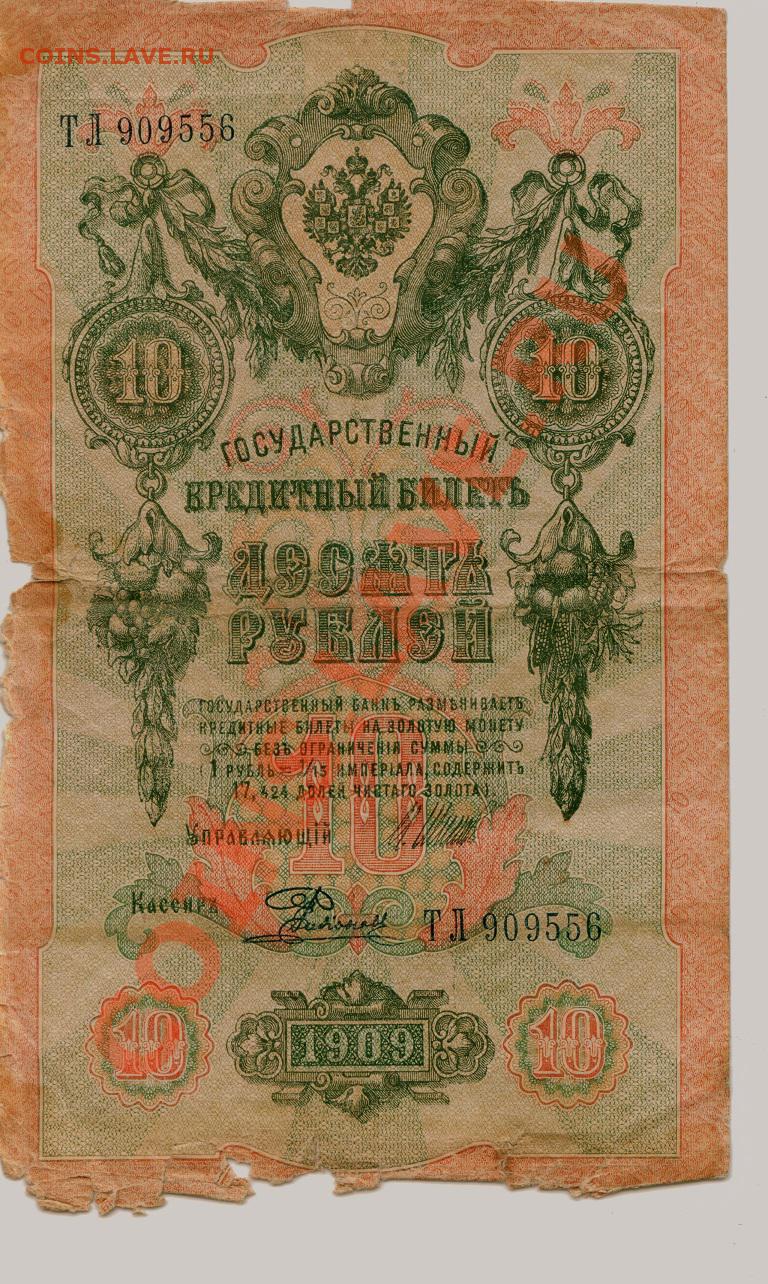 COINS.LAVE.RU
ТЛ 909556
10 10
ГОСУДАРСТВЕННЫЙ
КРЕДИТНЫЙ БИЛЕТЪ
ДЕСЯТЬ
РУБЛЕЙ
ГОСУДАРСТВЕННЫЙ БАНКЪ РАЗМѢНИВАЕТЪ
КРЕДИТНЫЕ БИЛЕТЫ НА ЗОЛОТУЮ МОНЕТУ
БЕЗЪ ОГРАНИЧЕНІЯ СУММЫ
(1 РУБЛЬ = 1/15 ИМПЕРІАЛА, СОДЕРЖИТЪ
17,424 ДОЛЕЙ ЧИСТАГО ЗОЛОТА).
10
УПРАВЛЯЮЩІЙ
Кассиръ
ТЛ 909556
10 1909 10